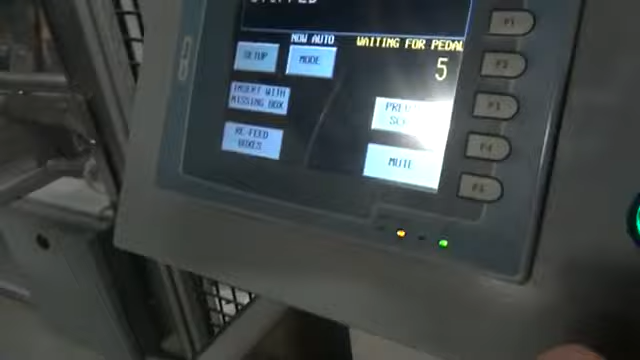 STOPPED
NOW AUTO
WAITING FOR PEDAL
SETUP
MODE
5
INSERT WITH
MISSING BOX
RE-FEED
BOXES
MUTE
F1
F2
F3
F4
F5